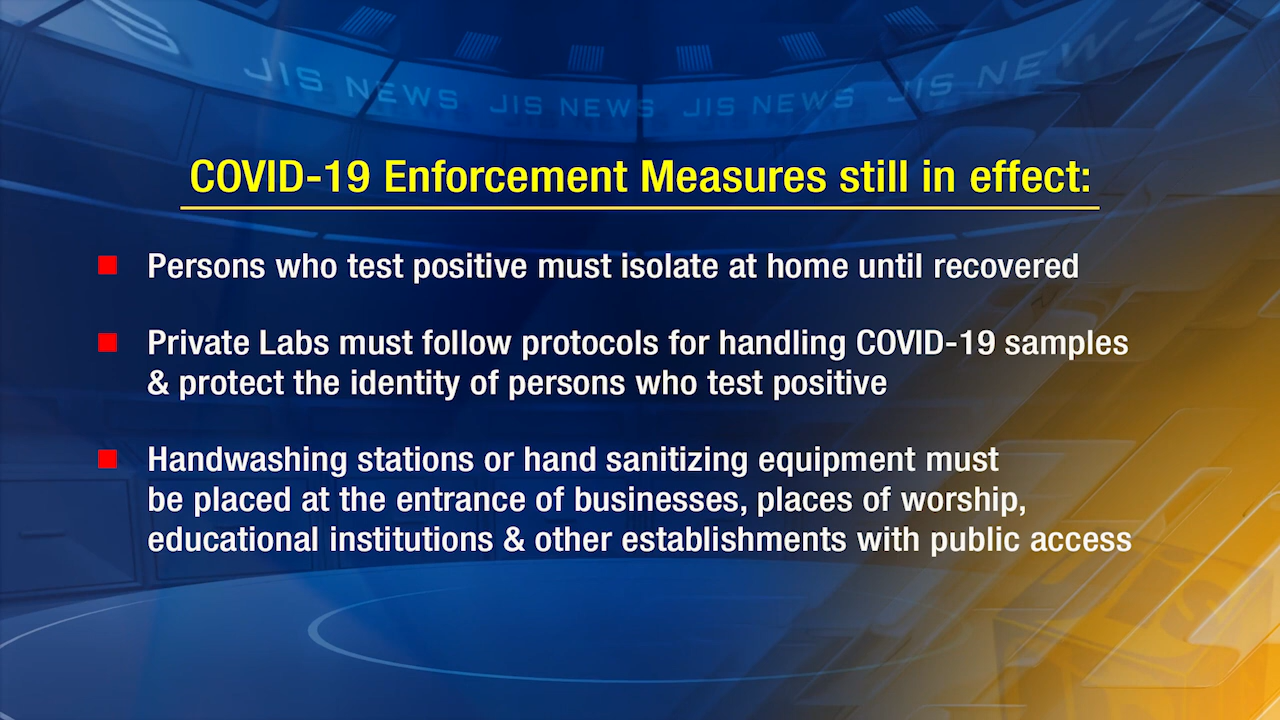 JIS NEWS JIS NEWS JIS NEWS JIS NEWS
COVID-19 Enforcement Measures still in effect:
Persons who test positive must isolate at home until recovered
Private Labs must follow protocols for handling COVID-19 samples
& protect the identity of persons who test positive
Handwashing stations or hand sanitizing equipment must
be placed at the entrance of businesses, places of worship,
educational institutions & other establishments with public access
JIS